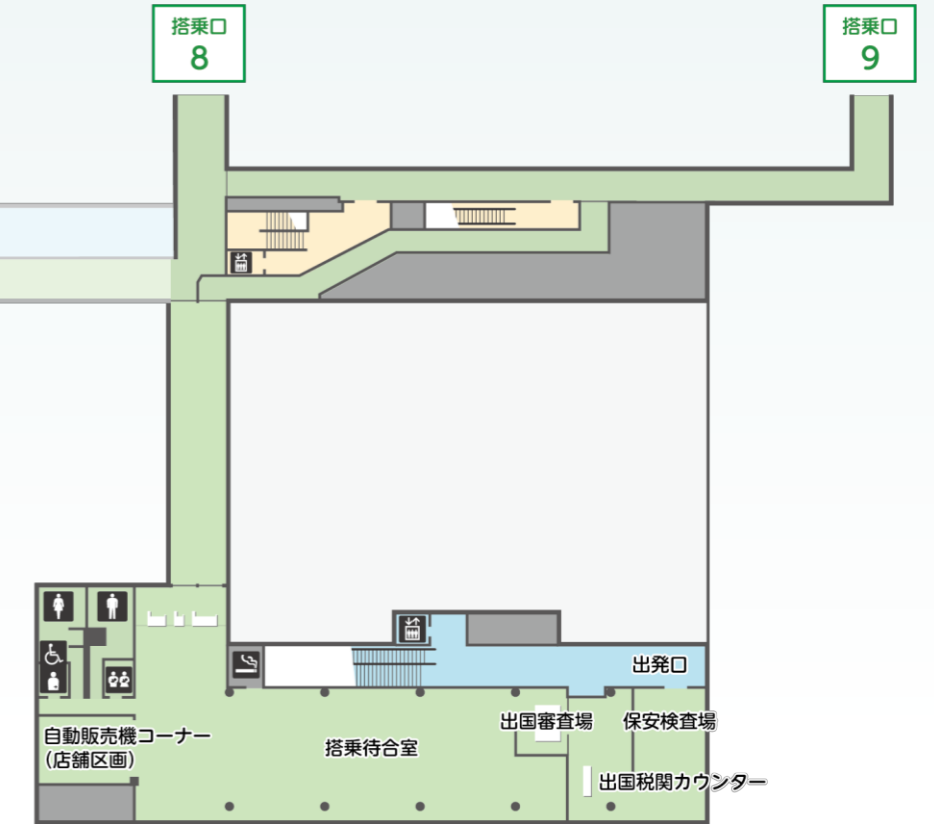 搭乗口
8
搭乗口
9
出発口
出国審査場
保安検査場
自動販売機コーナー
（店舗区画）
搭乗待合室
出国税関カウンター